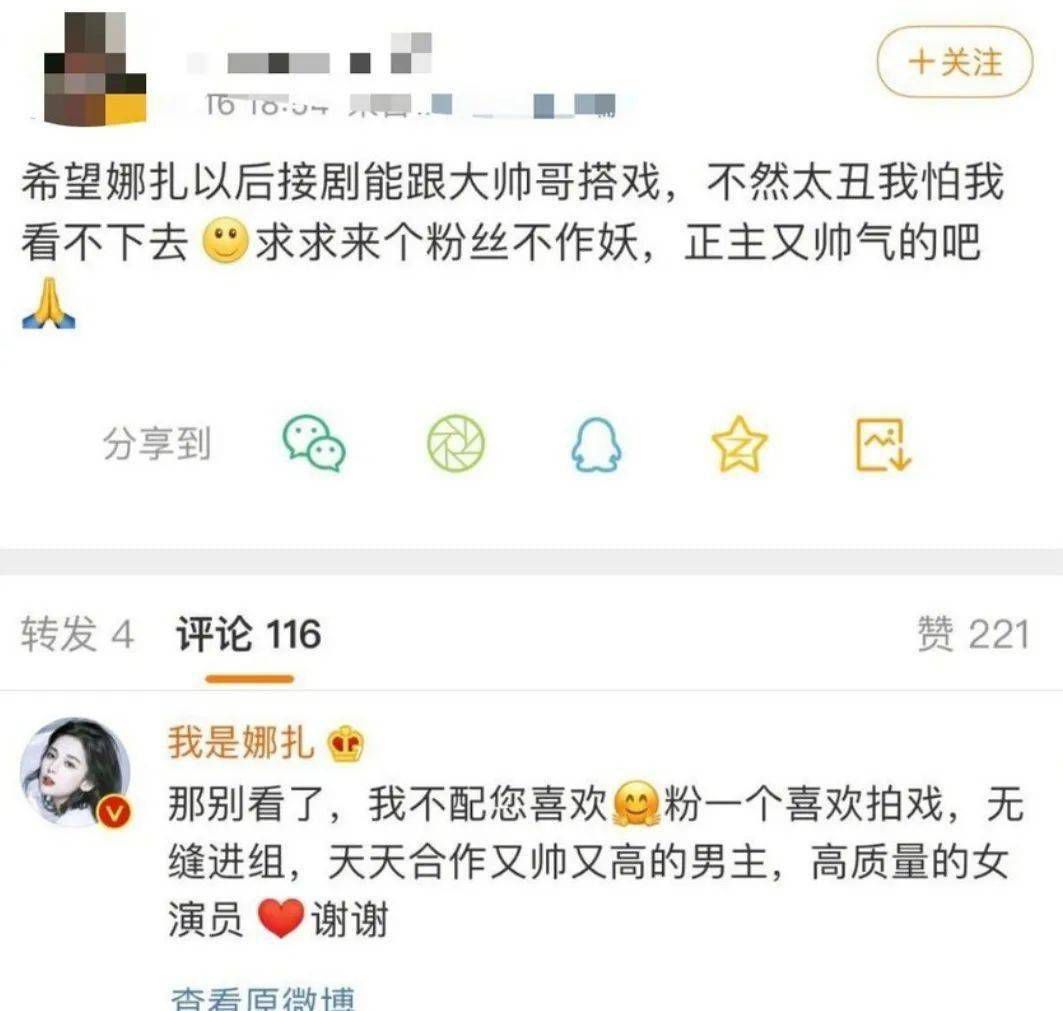 +关注
16 18:54
希望娜扎以后接剧能跟大帅哥搭戏，不然太丑我怕我
看不下去🙂求求来个粉丝不作妖，正主又帅气的吧
🙏
分享到
转发 4 评论 116 赞 221
我是娜扎
那别看了，我不配您喜欢🤗粉一个喜欢拍戏，无
缝进组，天天合作又帅又高的男主，高质量的女
演员❤️谢谢
查看原微博